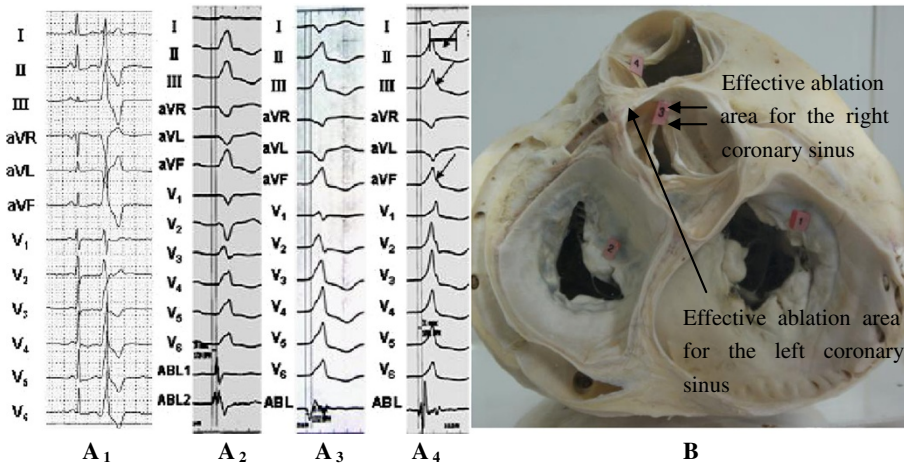 I
II
III
aVR
aVL
aVF
V1
V2
V3
V4
V5
V6
A1
I
II
III
aVR
aVL
aVF
V1
V2
V3
V4
V5
V6
ABL1
ABL2
A2
I
II
III
aVR
aVL
aVF
V1
V2
V3
V4
V5
V6
ABL
A3
I
II
III
aVR
aVL
aVF
V1
V2
V3
V4
V5
V6
ABL
A4
4
3
2
1
Effective ablation
area for the right
coronary sinus
Effective ablation area
for the left coronary
sinus
B